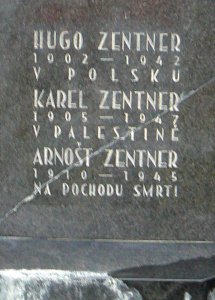 HUGO ZENTNER
1902 — 1942
V POLSKU
KAREL ZENTNER
1905 — 1947
V PALESTINĚ
ARNOŠT ZENTNER
1910 — 1945
NA POCHODU SMRTI